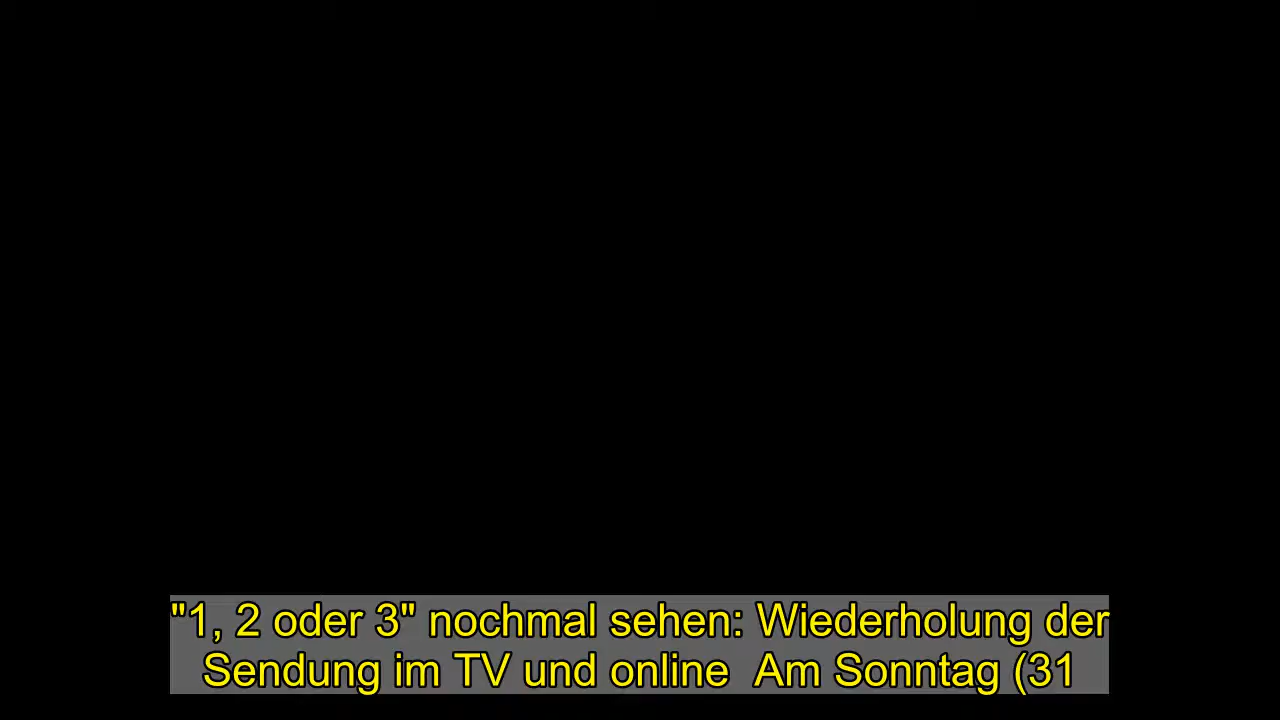 "1, 2 oder 3" nochmal sehen: Wiederholung der
Sendung im TV und online  Am Sonntag (31